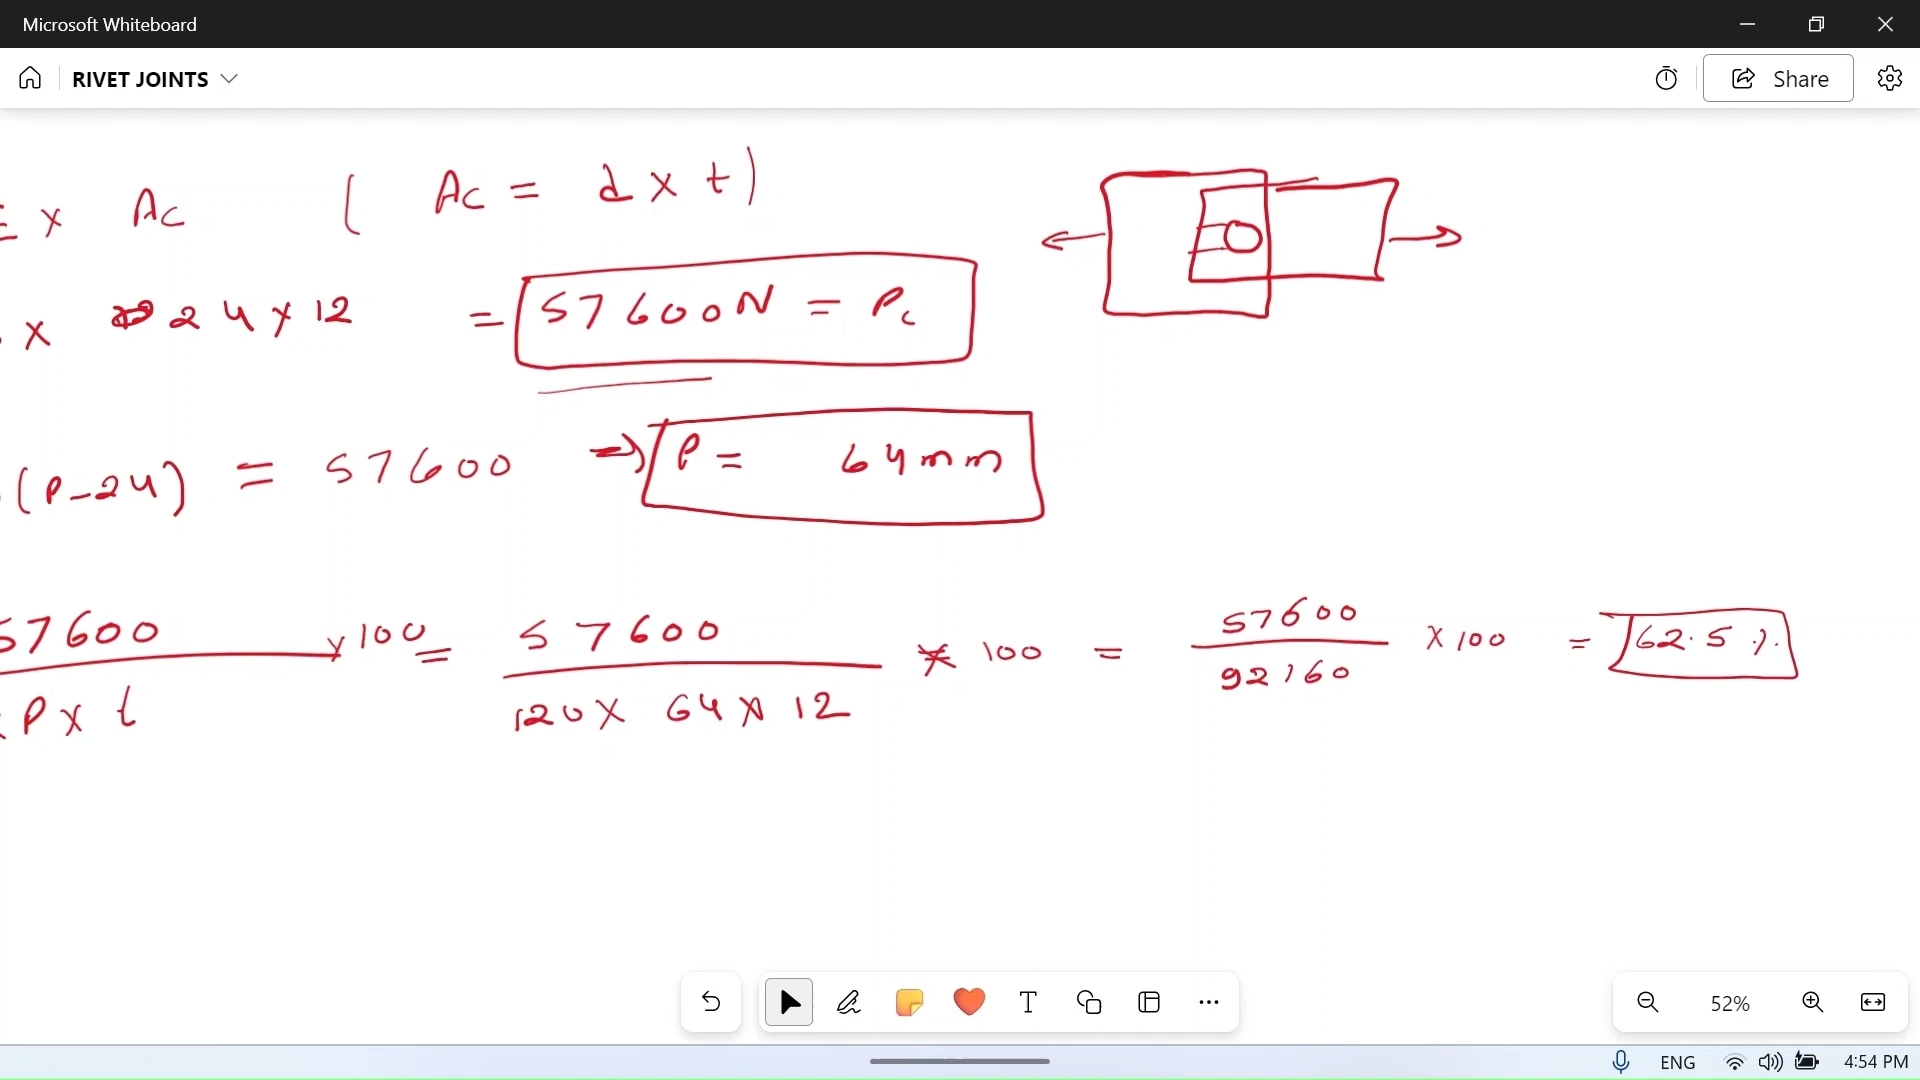 Microsoft Whiteboard
RIVET JOINTS
Share
x Ac ( Ac = d x t)
x 24 x 12 = 57600 N = Pc
(P-24) = 57600 ⇒ P = 64mm
57600 x 100 = 57600 * 100 = 57600 x 100 = 62.5 %
P x t 120 x 64 x 12 92160
52%
ENG 4:54 PM